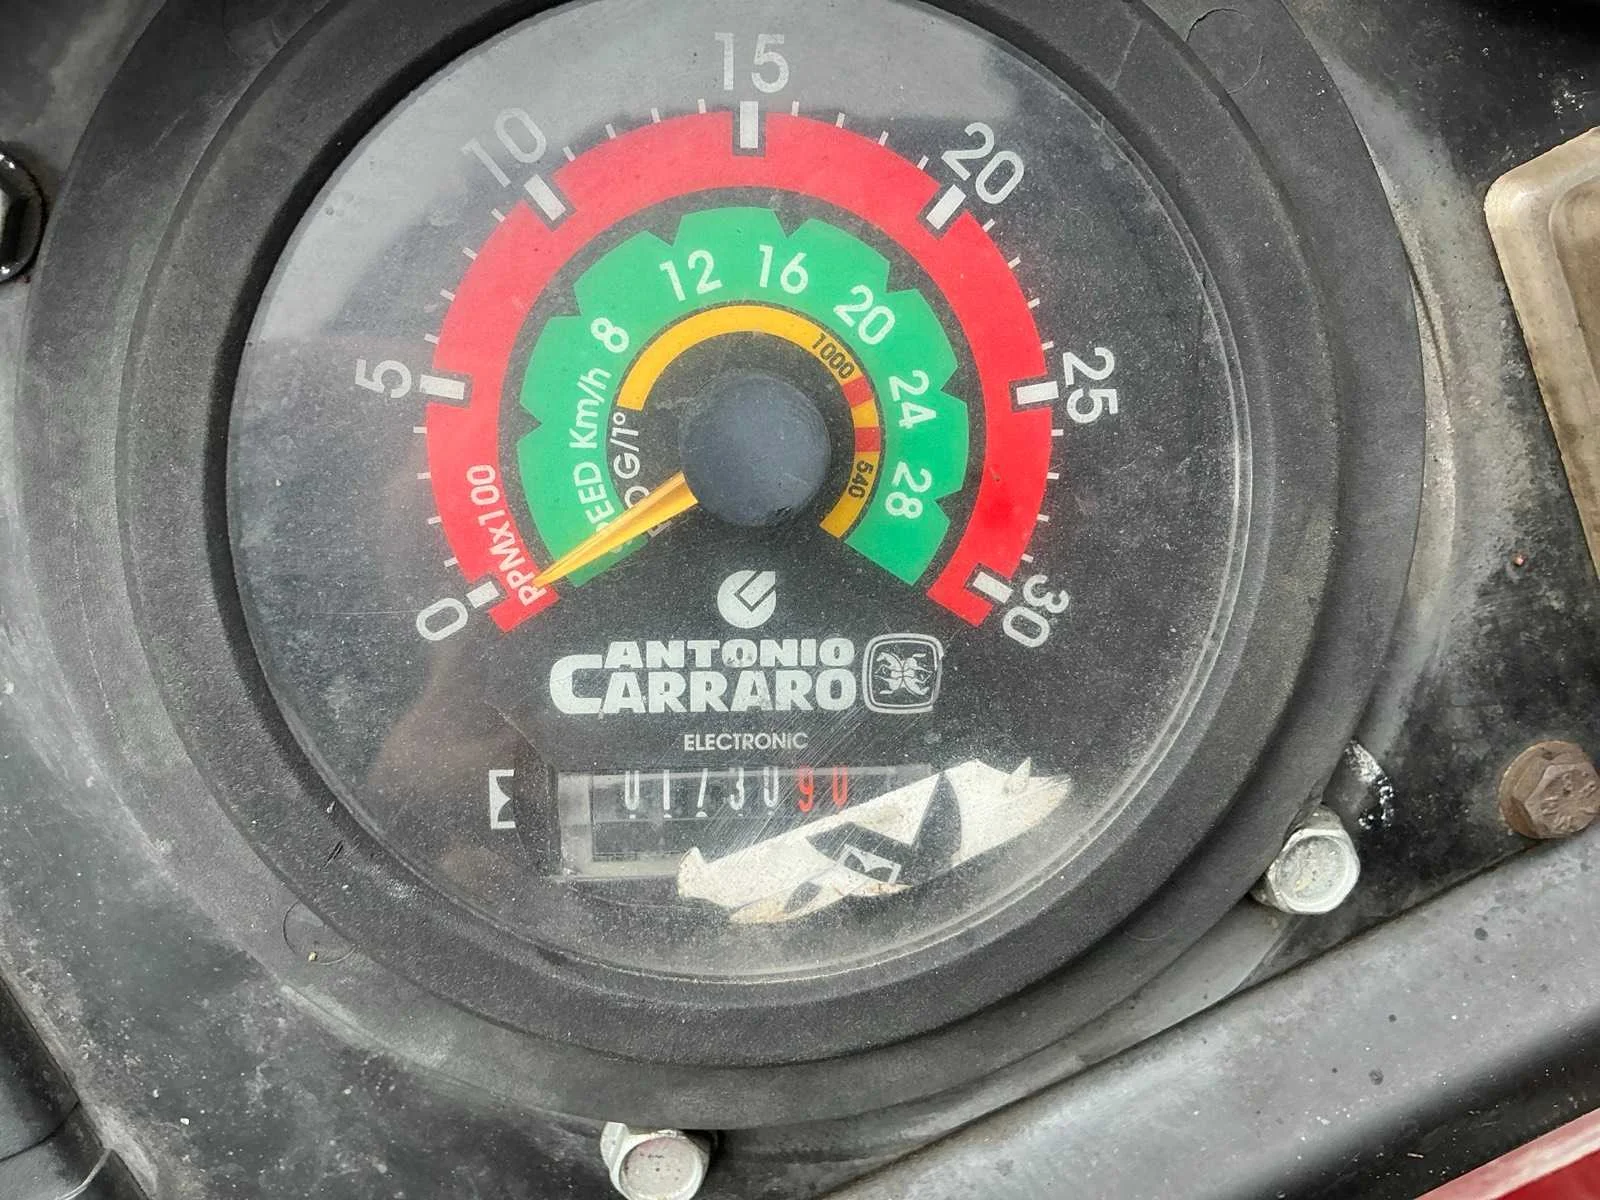 0 5 10 15 20 25 30
PPMx100
8 12 16 20 24 28
SPEED Km/h
1000
540
ANTONIO
CARRARO
ELECTRONIC
0173090